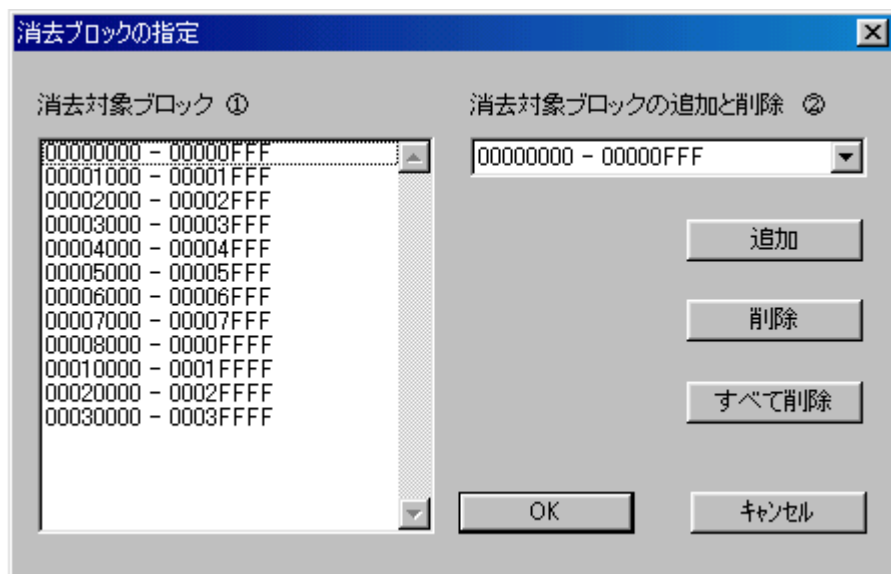 消去ブロックの指定
消去対象ブロック ①
00000000 - 00000FFF
00001000 - 00001FFF
00002000 - 00002FFF
00003000 - 00003FFF
00004000 - 00004FFF
00005000 - 00005FFF
00006000 - 00006FFF
00007000 - 00007FFF
00008000 - 0000FFFF
00010000 - 0001FFFF
00020000 - 0002FFFF
00030000 - 0003FFFF
消去対象ブロックの追加と削除 ②
00000000 - 00000FFF
追加
削除
すべて削除
OK
キャンセル